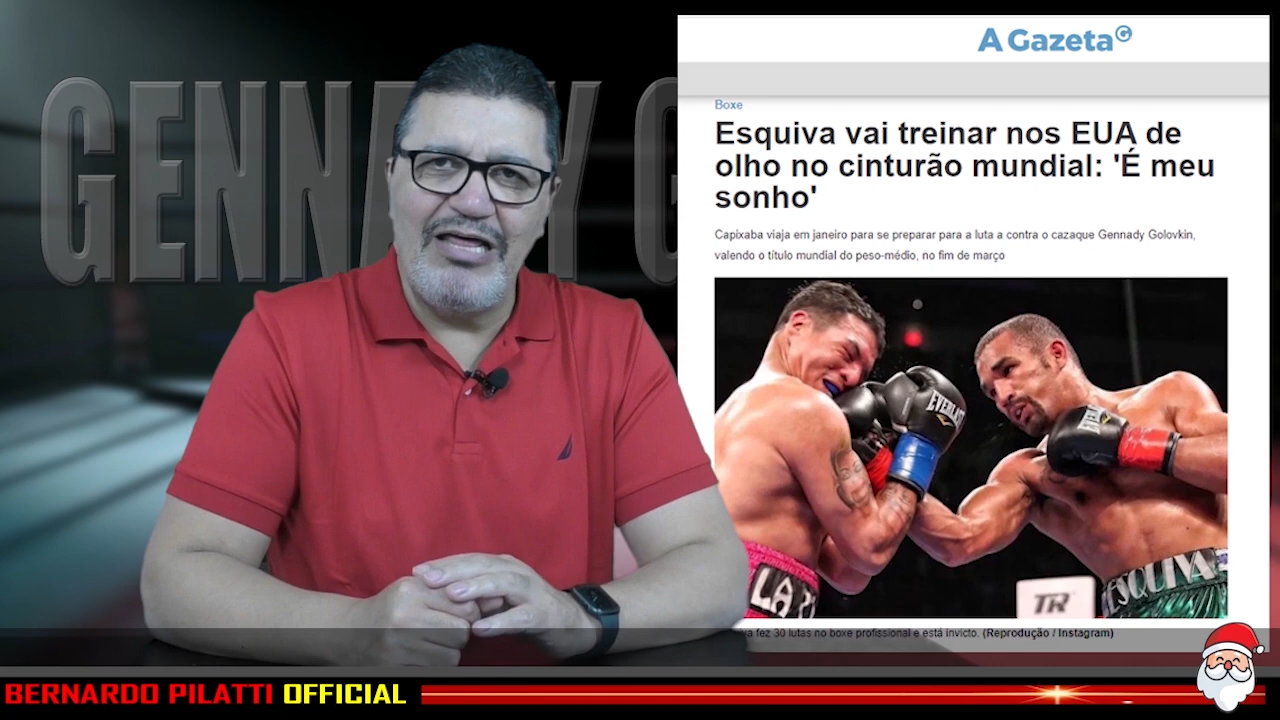 GENNADY G
A Gazeta G
Boxe
Esquiva vai treinar nos EUA de
olho no cinturão mundial: 'É meu
sonho'
Capixaba viaja em janeiro para se preparar para a luta a contra o cazaque Gennady Golovkin,
valendo o título mundial do peso-médio, no fim de março
EVERLAST
LA
TR
ESQUIVA
fez 30 lutas no boxe profissional e está invicto. (Reprodução / Instagram)
BERNARDO PILATTI OFFICIAL